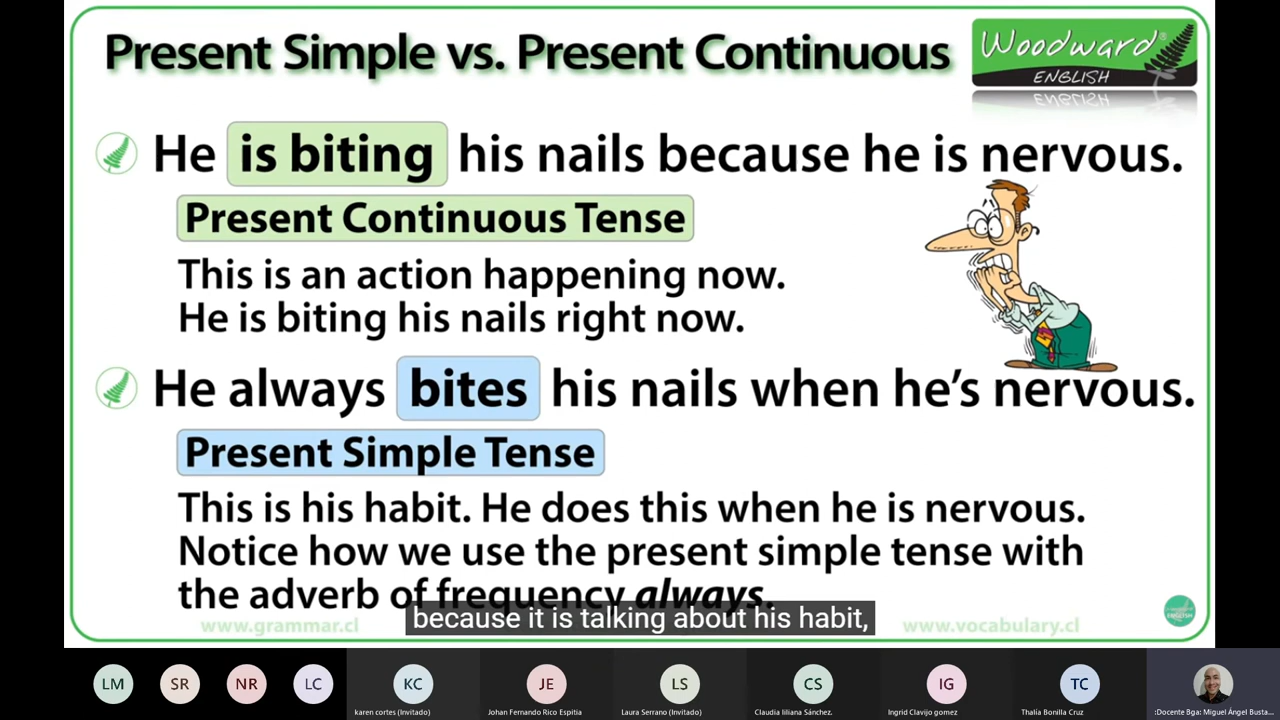 Present Simple vs. Present Continuous
Woodward®
ENGLISH
He is biting his nails because he is nervous.
Present Continuous Tense
This is an action happening now.
He is biting his nails right now.
He always bites his nails when he's nervous.
Present Simple Tense
This is his habit. He does this when he is nervous.
Notice how we use the present simple tense with
the adverb of frequency always.
because it is talking about his habit,
www.grammar.cl
www.vocabulary.cl
LM
SR
NR
LC
KC
JE
LS
CS
IG
TC
karen cortes (Invitado)
Johan Fernando Rico Espitia
Laura Serrano (Invitado)
Claudia liliana Sánchez.
Ingrid Clavijo gomez
Thalía Bonilla Cruz
:Docente Bga: Miguel Ángel Busta...